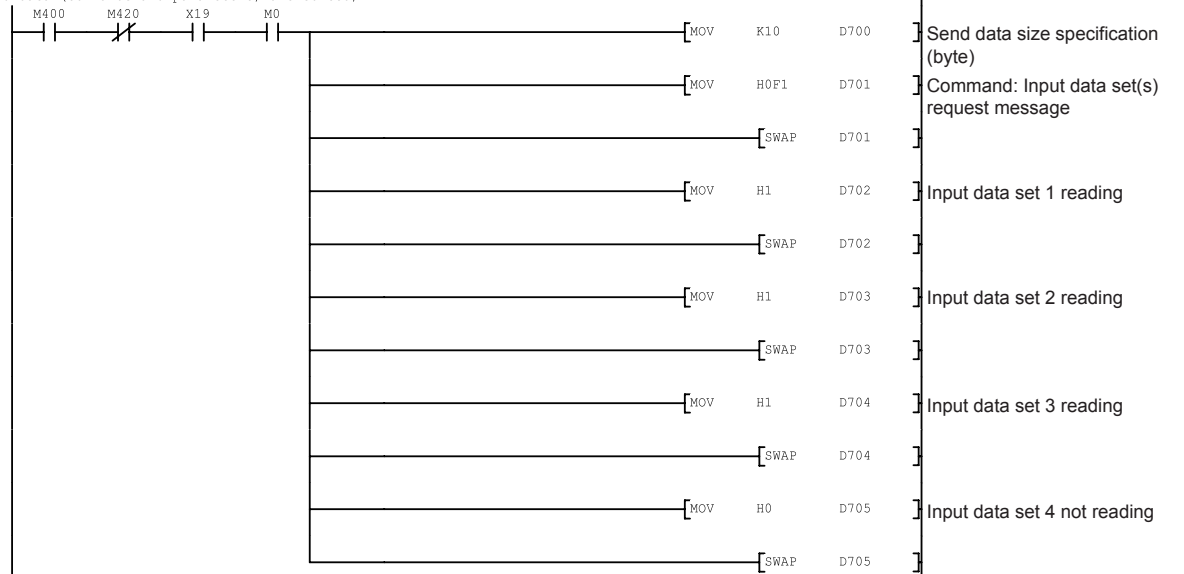 M400 M420 X19 M0
MOV K10 D700 Send data size specification
(byte)
MOV H0F1 D701 Command: Input data set(s)
request message
SWAP D701
MOV H1 D702 Input data set 1 reading
SWAP D702
MOV H1 D703 Input data set 2 reading
SWAP D703
MOV H1 D704 Input data set 3 reading
SWAP D704
MOV H0 D705 Input data set 4 not reading
SWAP D705